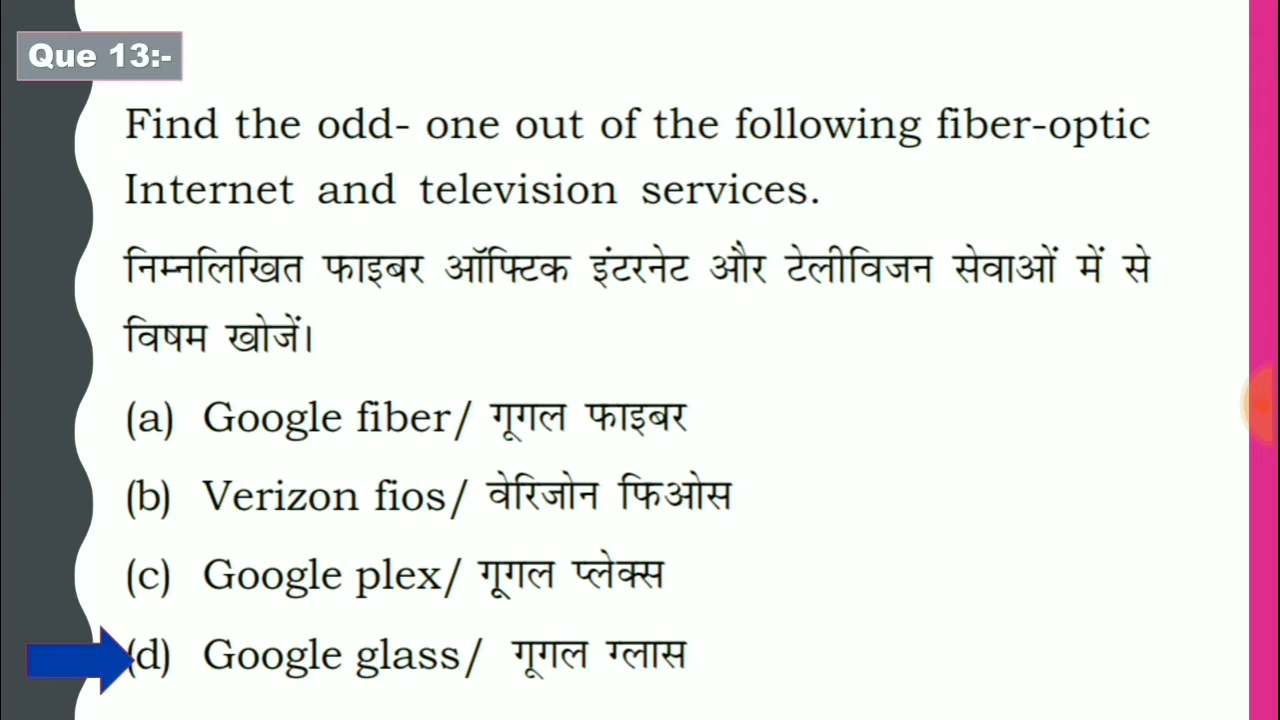 Que 13:-
Find the odd- one out of the following fiber-optic
Internet and television services.
निम्नलिखित फाइबर ऑफ्टिक इंटरनेट और टेलीविजन सेवाओं में से
विषम खोजें।
(a) Google fiber/ गूगल फाइबर
(b) Verizon fios/ वेरिजोन फिओस
(c) Google plex/ गूगल प्लेक्स
(d) Google glass/ गूगल ग्लास